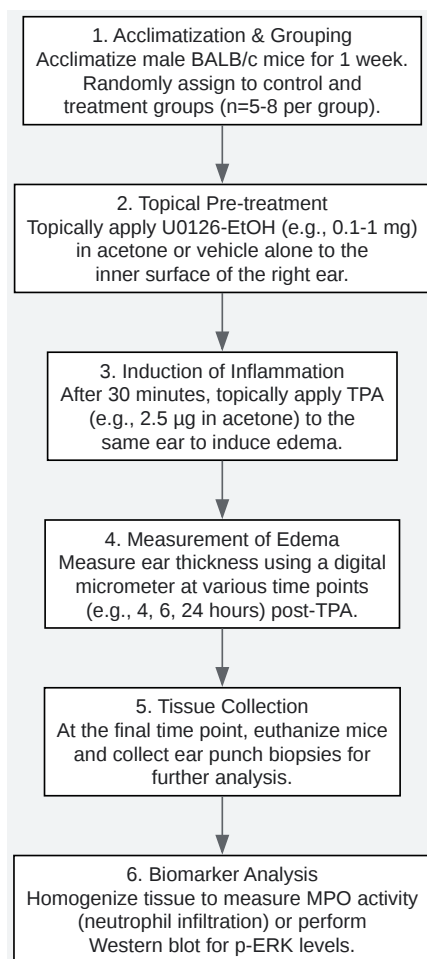 1. Acclimatization & Grouping
Acclimatize male BALB/c mice for 1 week.
Randomly assign to control and
treatment groups (n=5-8 per group).
2. Topical Pre-treatment
Topically apply U0126-EtOH (e.g., 0.1-1 mg)
in acetone or vehicle alone to the
inner surface of the right ear.
3. Induction of Inflammation
After 30 minutes, topically apply TPA
(e.g., 2.5 µg in acetone) to the
same ear to induce edema.
4. Measurement of Edema
Measure ear thickness using a digital
micrometer at various time points
(e.g., 4, 6, 24 hours) post-TPA.
5. Tissue Collection
At the final time point, euthanize mice
and collect ear punch biopsies for
further analysis.
6. Biomarker Analysis
Homogenize tissue to measure MPO activity
(neutrophil infiltration) or perform
Western blot for p-ERK levels.